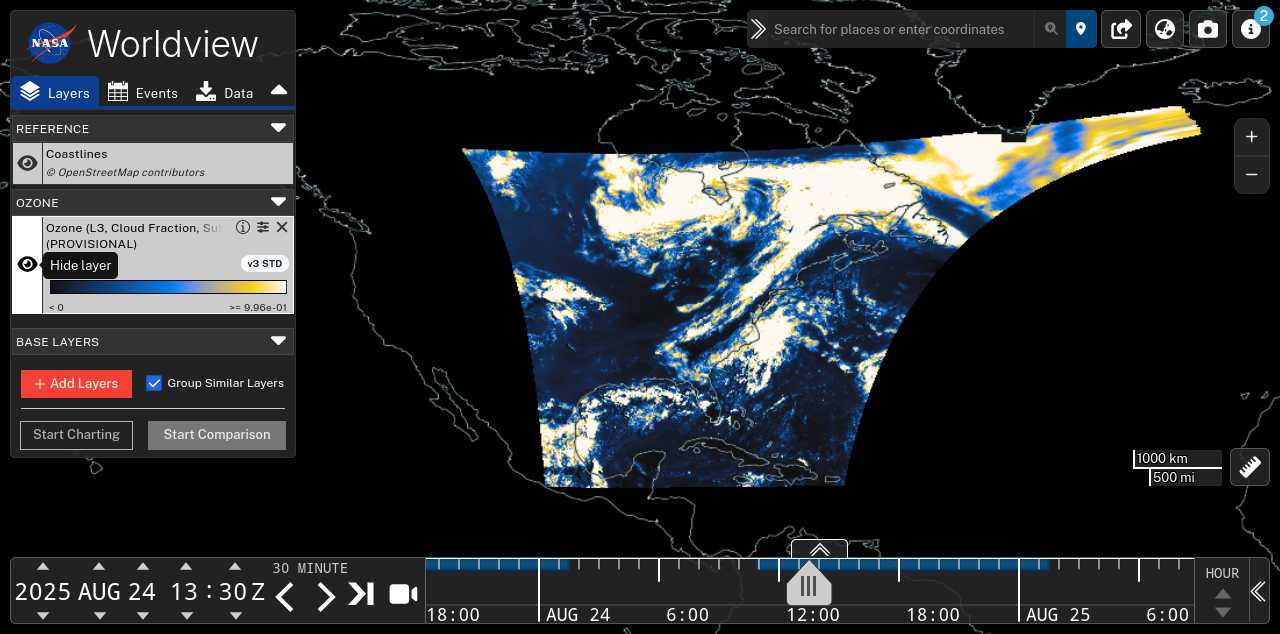 NASA
Worldview
Layers
Events
Data
REFERENCE
Coastlines
© OpenStreetMap contributors
OZONE
Ozone (L3, Cloud Fraction,
(PROVISIONAL)
Hide layer
v3 STD
< 0
>= 9.96e-01
BASE LAYERS
+ Add Layers
Group Similar Layers
Start Charting
Start Comparison
Search for places or enter coordinates
2
+
−
1000 km
500 mi
2025 AUG 24 13 : 30 Z
30 MINUTE
18:00
AUG 24
6:00
12:00
18:00
AUG 25
6:00
HOUR